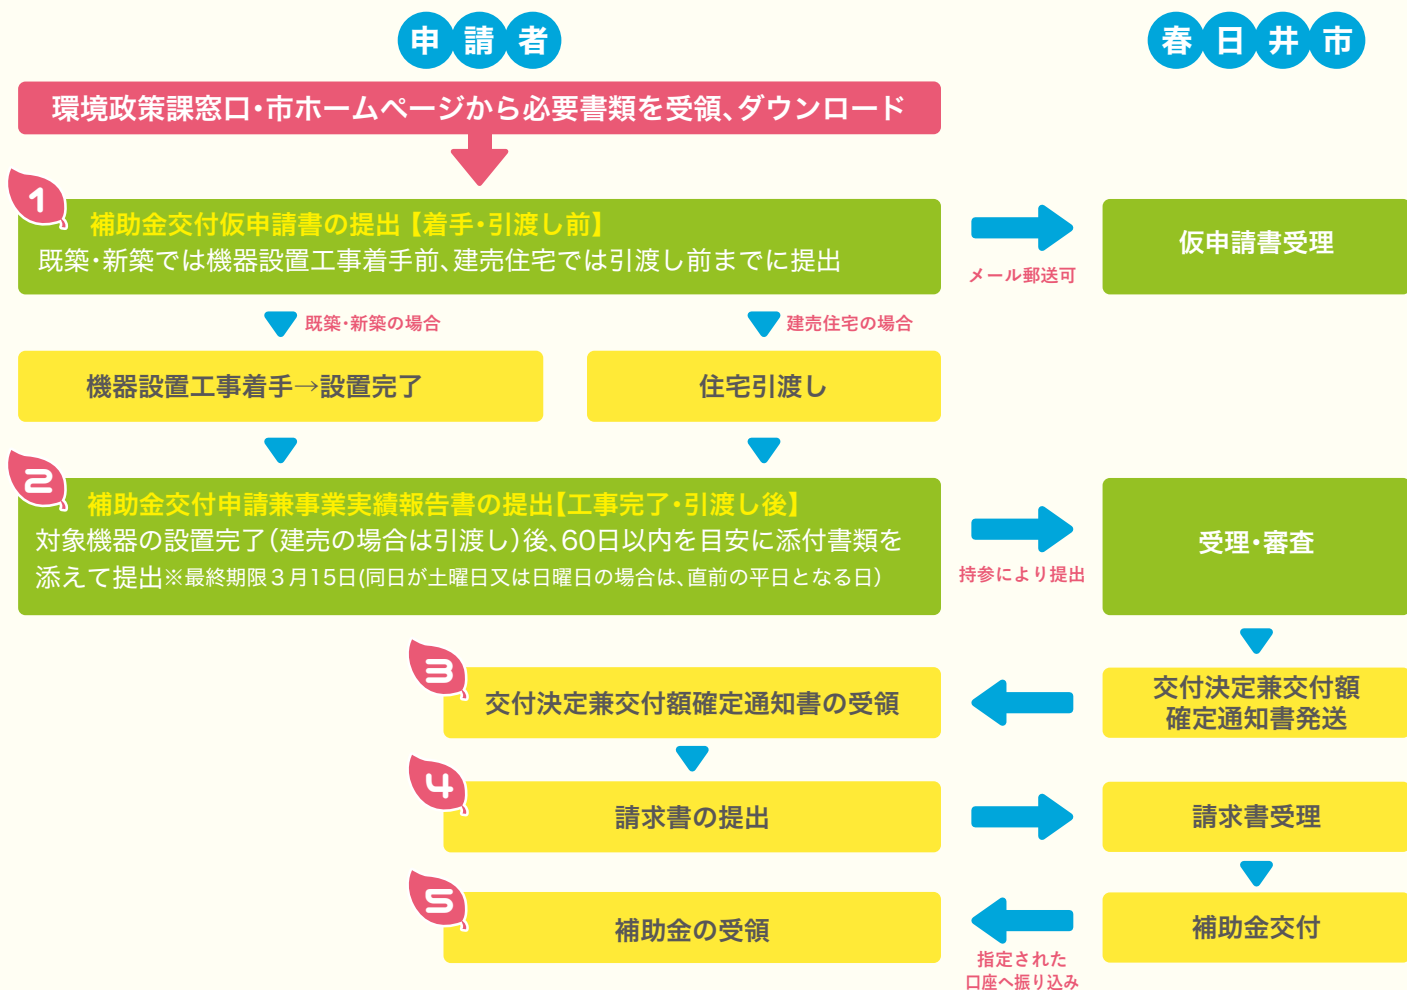 申請者
春日井市
環境政策課窓口・市ホームページから必要書類を受領、ダウンロード
1
補助金交付仮申請書の提出【着手・引渡し前】
既築・新築では機器設置工事着手前、建売住宅では引渡し前までに提出
メール郵送可
仮申請書受理
既築・新築の場合
建売住宅の場合
機器設置工事着手→設置完了
住宅引渡し
2
補助金交付申請兼事業実績報告書の提出【工事完了・引渡し後】
対象機器の設置完了（建売の場合は引渡し）後、60日以内を目安に添付書類を
添えて提出※最終期限３月15日(同日が土曜日又は日曜日の場合は、直前の平日となる日）
持参により提出
受理・審査
3
交付決定兼交付額確定通知書の受領
交付決定兼交付額
確定通知書発送
4
請求書の提出
請求書受理
5
補助金の受領
指定された
口座へ振り込み
補助金交付